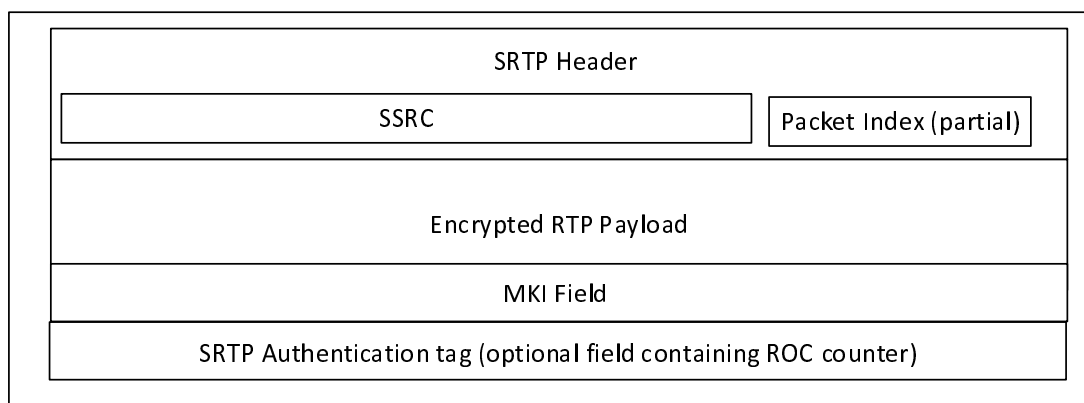 SRTP Header
SSRC
Packet Index (partial)
Encrypted RTP Payload
MKI Field
SRTP Authentication tag (optional field containing ROC counter)